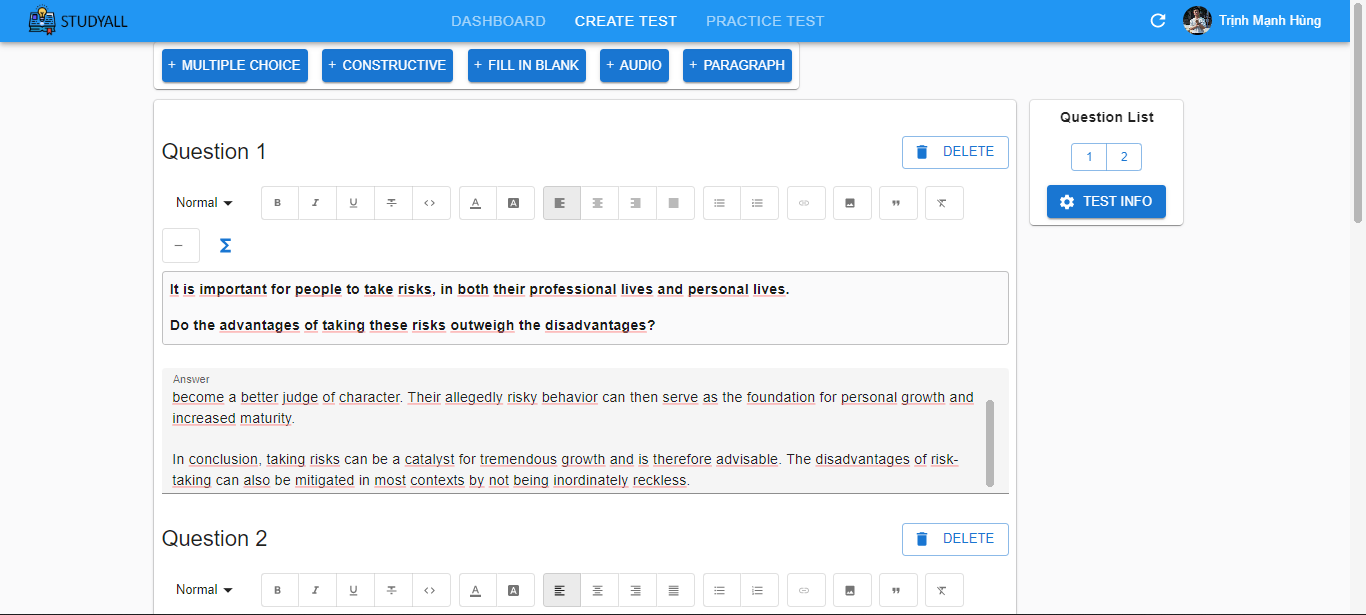 STUDYALL
DASHBOARD
CREATE TEST
PRACTICE TEST
Trịnh Mạnh Hùng
+ MULTIPLE CHOICE
+ CONSTRUCTIVE
+ FILL IN BLANK
+ AUDIO
+ PARAGRAPH
Question 1
DELETE
Normal
B I U
A A
Σ
It is important for people to take risks, in both their professional lives and personal lives.
Do the advantages of taking these risks outweigh the disadvantages?
Answer
become a better judge of character. Their allegedly risky behavior can then serve as the foundation for personal growth and
increased maturity.
In conclusion, taking risks can be a catalyst for tremendous growth and is therefore advisable. The disadvantages of risk-
taking can also be mitigated in most contexts by not being inordinately reckless.
Question 2
DELETE
Normal
B I U
A A
Question List
1 2
TEST INFO